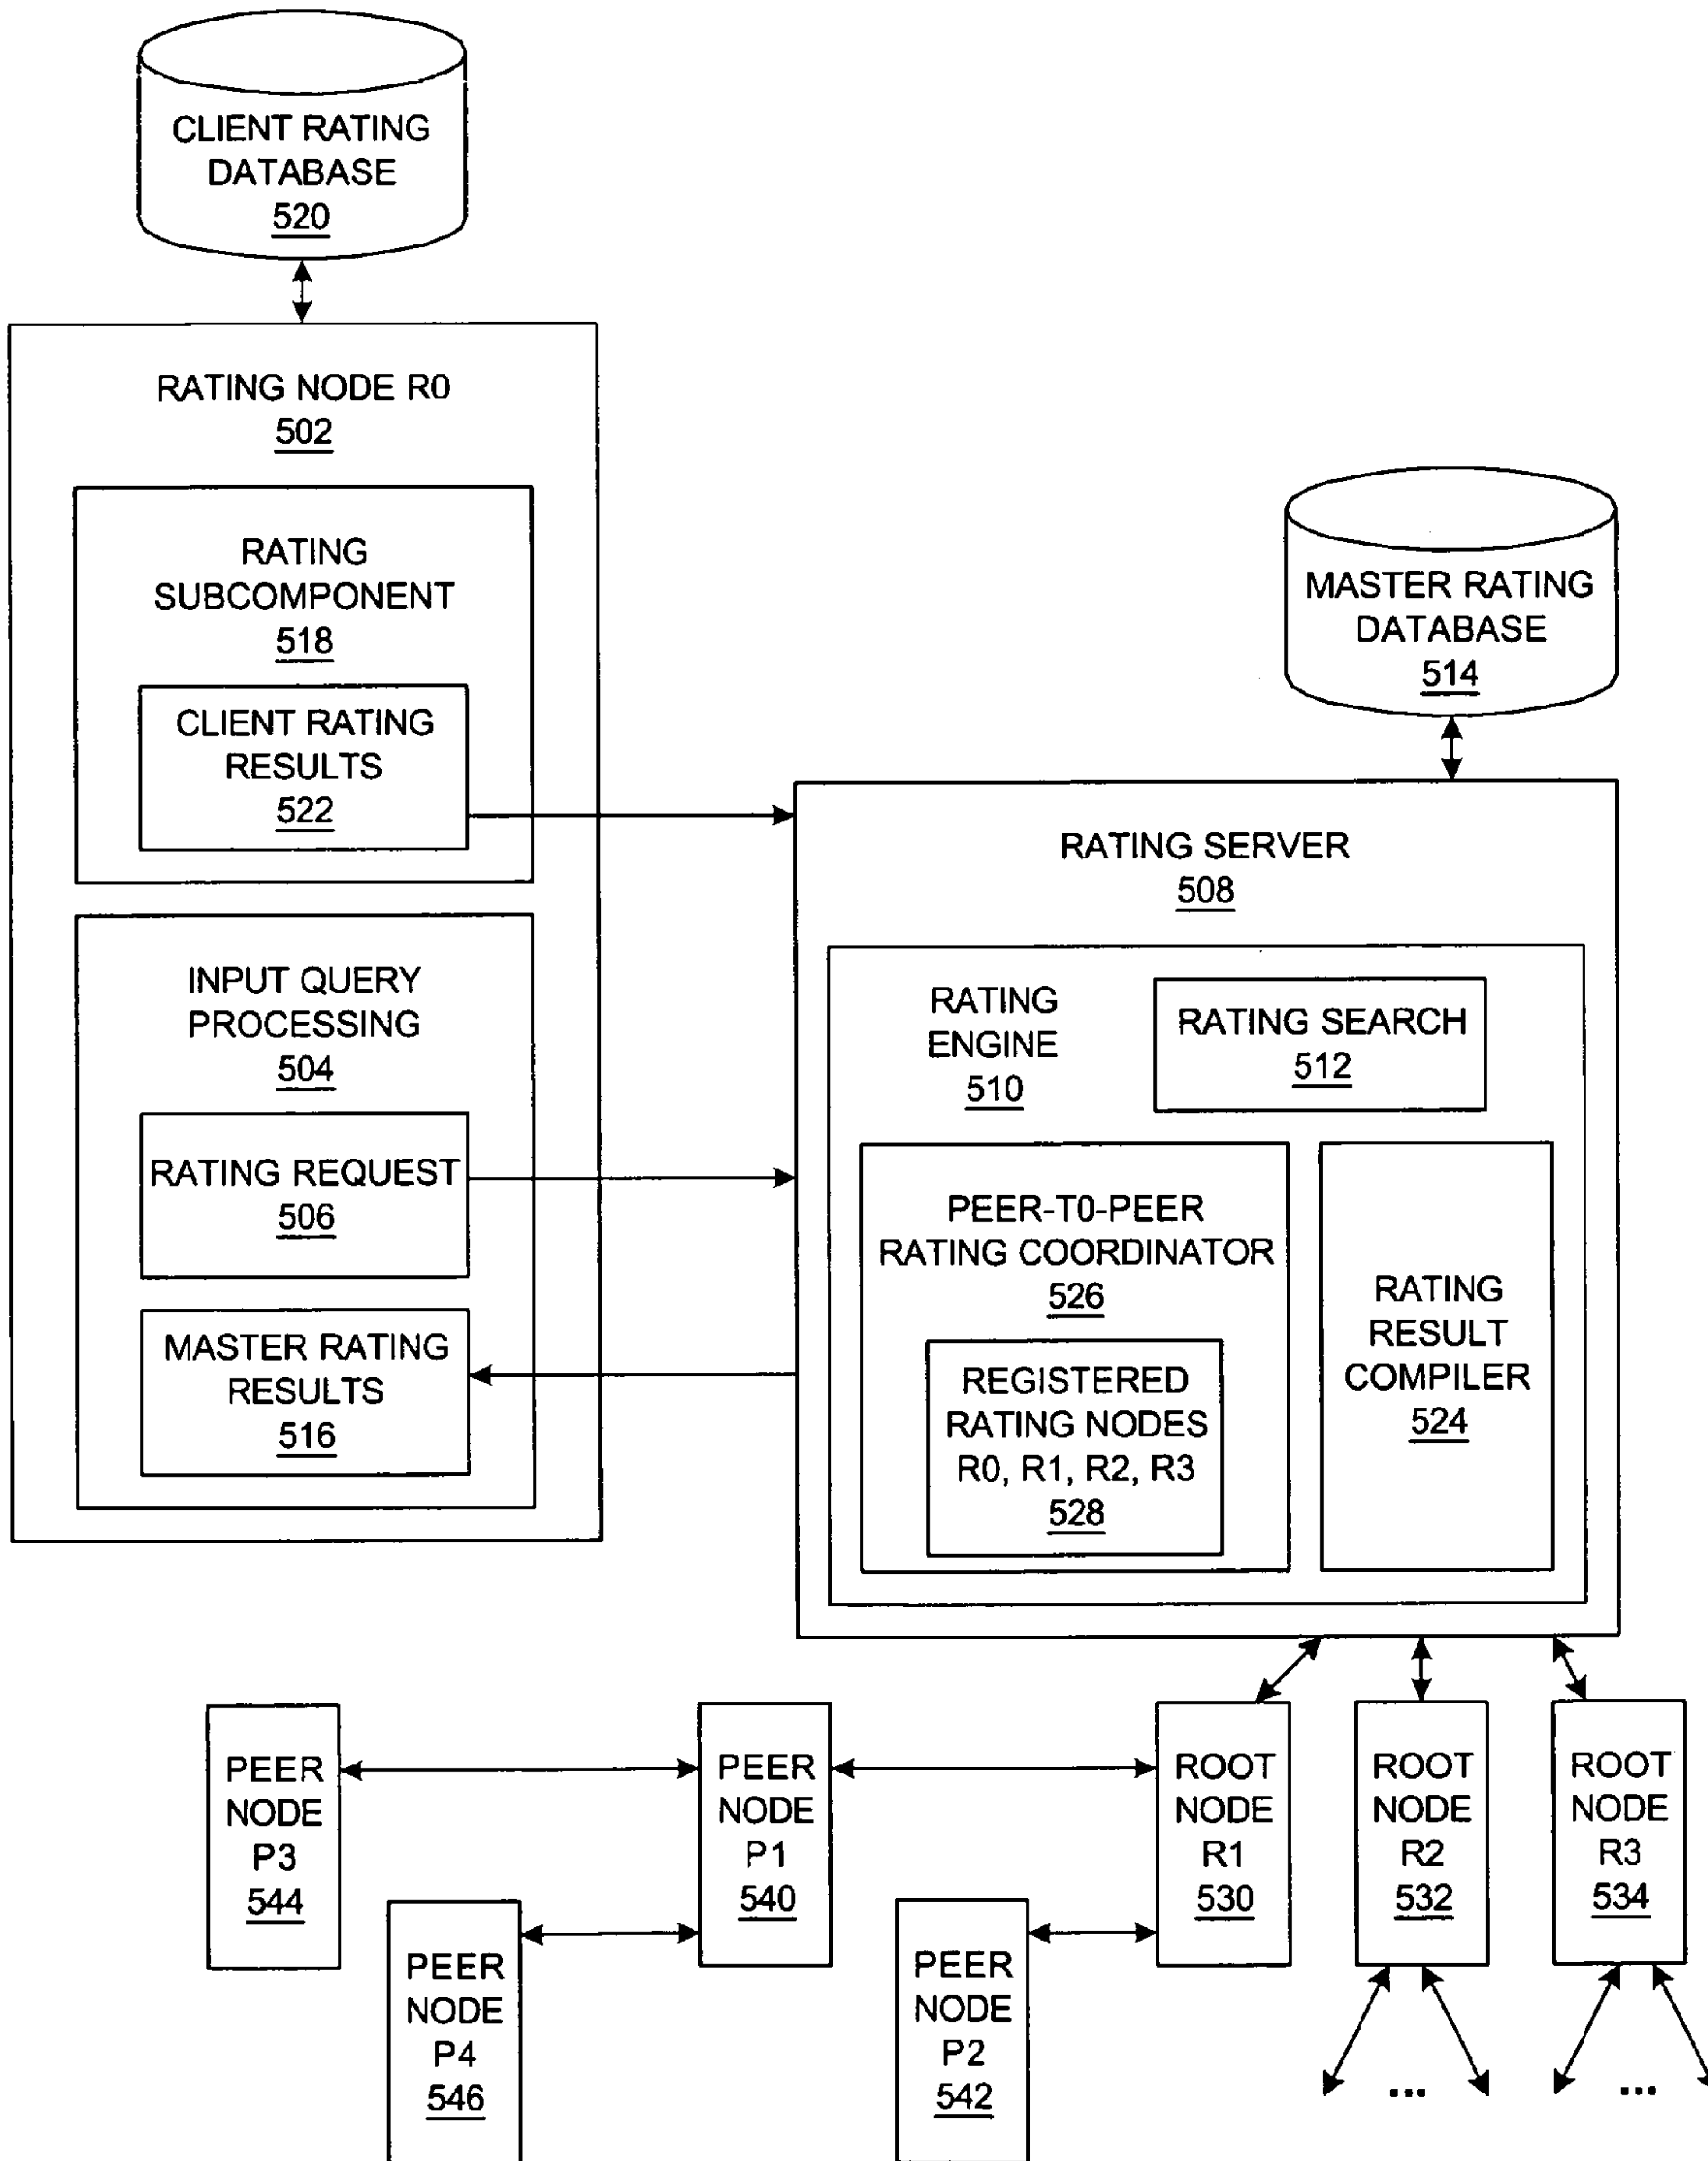 CLIENT RATING
DATABASE
520
RATING NODE R0
502
RATING
SUBCOMPONENT
518
CLIENT RATING
RESULTS
522
INPUT QUERY
PROCESSING
504
RATING REQUEST
506
MASTER RATING
RESULTS
516
MASTER RATING
DATABASE
514
RATING SERVER
508
RATING
ENGINE
510
RATING SEARCH
512
PEER-T0-PEER
RATING COORDINATOR
526
REGISTERED
RATING NODES
R0, R1, R2, R3
528
RATING
RESULT
COMPILER
524
PEER
NODE
P3
544
PEER
NODE
P4
546
PEER
NODE
P1
540
PEER
NODE
P2
542
ROOT
NODE
R1
530
ROOT
NODE
R2
532
ROOT
NODE
R3
534
...
...